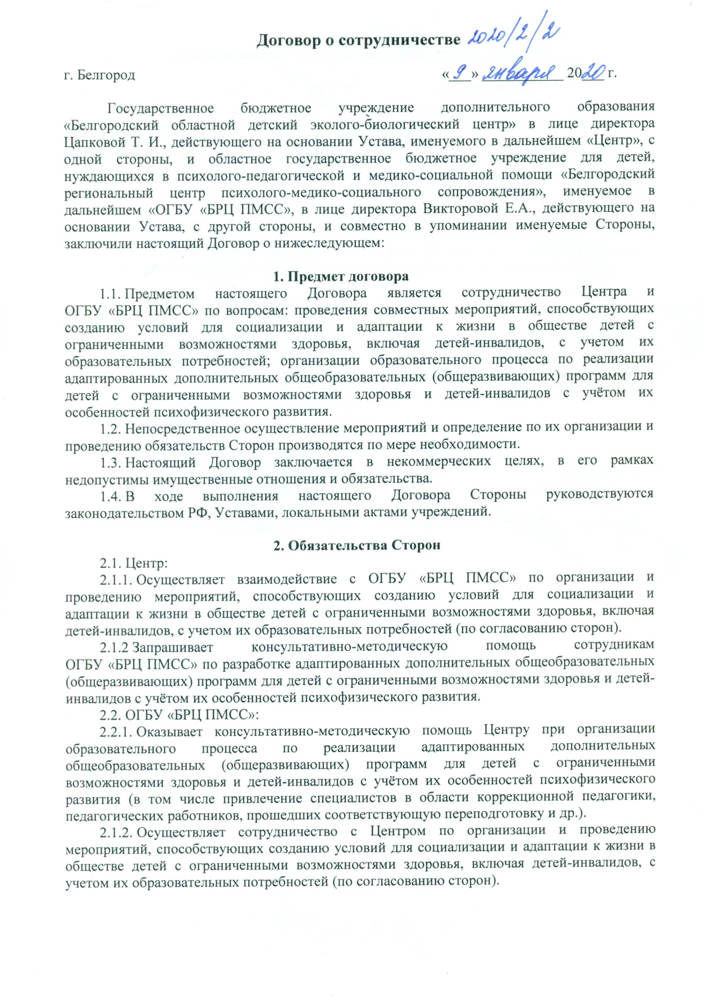 Договор о сотрудничестве 2020/2/2
г. Белгород «9» января 2020 г.
Государственное бюджетное учреждение дополнительного образования
«Белгородский областной детский эколого-биологический центр» в лице директора
Цапковой Т. И., действующего на основании Устава, именуемого в дальнейшем «Центр», с
одной стороны, и областное государственное бюджетное учреждение для детей,
нуждающихся в психолого-педагогической и медико-социальной помощи «Белгородский
региональный центр психолого-медико-социального сопровождения», именуемое в
дальнейшем «ОГБУ «БРЦ ПМСС», в лице директора Викторовой Е.А., действующего на
основании Устава, с другой стороны, и совместно в упоминании именуемые Стороны,
заключили настоящий Договор о нижеследующем:
1. Предмет договора
1.1. Предметом настоящего Договора является сотрудничество Центра и
ОГБУ «БРЦ ПМСС» по вопросам: проведения совместных мероприятий, способствующих
созданию условий для социализации и адаптации к жизни в обществе детей с
ограниченными возможностями здоровья, включая детей-инвалидов, с учетом их
образовательных потребностей; организации образовательного процесса по реализации
адаптированных дополнительных общеобразовательных (общеразвивающих) программ для
детей с ограниченными возможностями здоровья и детей-инвалидов с учётом их
особенностей психофизического развития.
1.2. Непосредственное осуществление мероприятий и определение по их организации и
проведению обязательств Сторон производятся по мере необходимости.
1.3. Настоящий Договор заключается в некоммерческих целях, в его рамках
недопустимы имущественные отношения и обязательства.
1.4. В ходе выполнения настоящего Договора Стороны руководствуются
законодательством РФ, Уставами, локальными актами учреждений.
2. Обязательства Сторон
2.1. Центр:
2.1.1. Осуществляет взаимодействие с ОГБУ «БРЦ ПМСС» по организации и
проведению мероприятий, способствующих созданию условий для социализации и
адаптации к жизни в обществе детей с ограниченными возможностями здоровья, включая
детей-инвалидов, с учетом их образовательных потребностей (по согласованию сторон).
2.1.2 Запрашивает консультативно-методическую помощь сотрудникам
ОГБУ «БРЦ ПМСС» по разработке адаптированных дополнительных общеобразовательных
(общеразвивающих) программ для детей с ограниченными возможностями здоровья и детей-
инвалидов с учётом их особенностей психофизического развития.
2.2. ОГБУ «БРЦ ПМСС»:
2.2.1. Оказывает консультативно-методическую помощь Центру при организации
образовательного процесса по реализации адаптированных дополнительных
общеобразовательных (общеразвивающих) программ для детей с ограниченными
возможностями здоровья и детей-инвалидов с учётом их особенностей психофизического
развития (в том числе привлечение специалистов в области коррекционной педагогики,
педагогических работников, прошедших соответствующую переподготовку и др.).
2.1.2. Осуществляет сотрудничество с Центром по организации и проведению
мероприятий, способствующих созданию условий для социализации и адаптации к жизни в
обществе детей с ограниченными возможностями здоровья, включая детей-инвалидов, с
учетом их образовательных потребностей (по согласованию сторон).